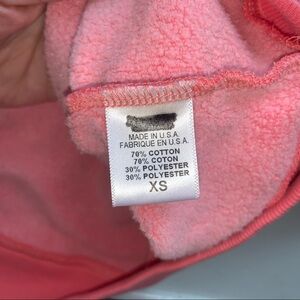 MADE IN U.S.A.
FABRIQUE EN U.S.A.
70% COTTON
70% COTON
30% POLYESTER
30% POLYESTER
XS